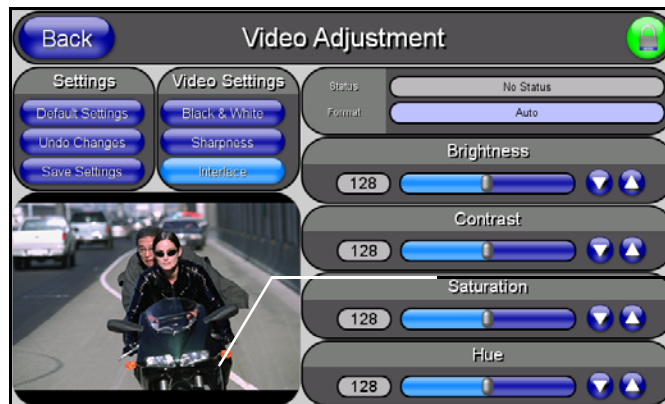 Back
Video Adjustment
Settings
Default Settings
Undo Changes
Save Settings
Video Settings
Black & White
Sharpness
Interface
Status
No Status
Format
Auto
Brightness
128
Contrast
128
Saturation
128
Hue
128